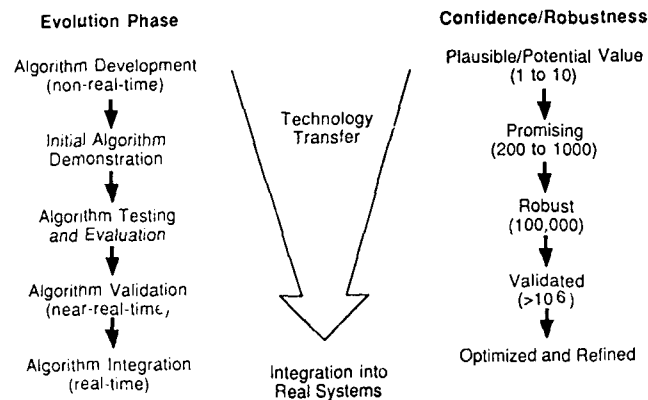 Evolution Phase
Algorithm Development
(non-real-time)
Initial Algorithm
Demonstration
Algorithm Testing
and Evaluation
Algorithm Validation
(near-real-time)
Algorithm Integration
(real-time)
Technology
Transfer
Integration into
Real Systems
Confidence/Robustness
Plausible/Potential Value
(1 to 10)
Promising
(200 to 1000)
Robust
(100,000)
Validated
(>10⁶)
Optimized and Refined